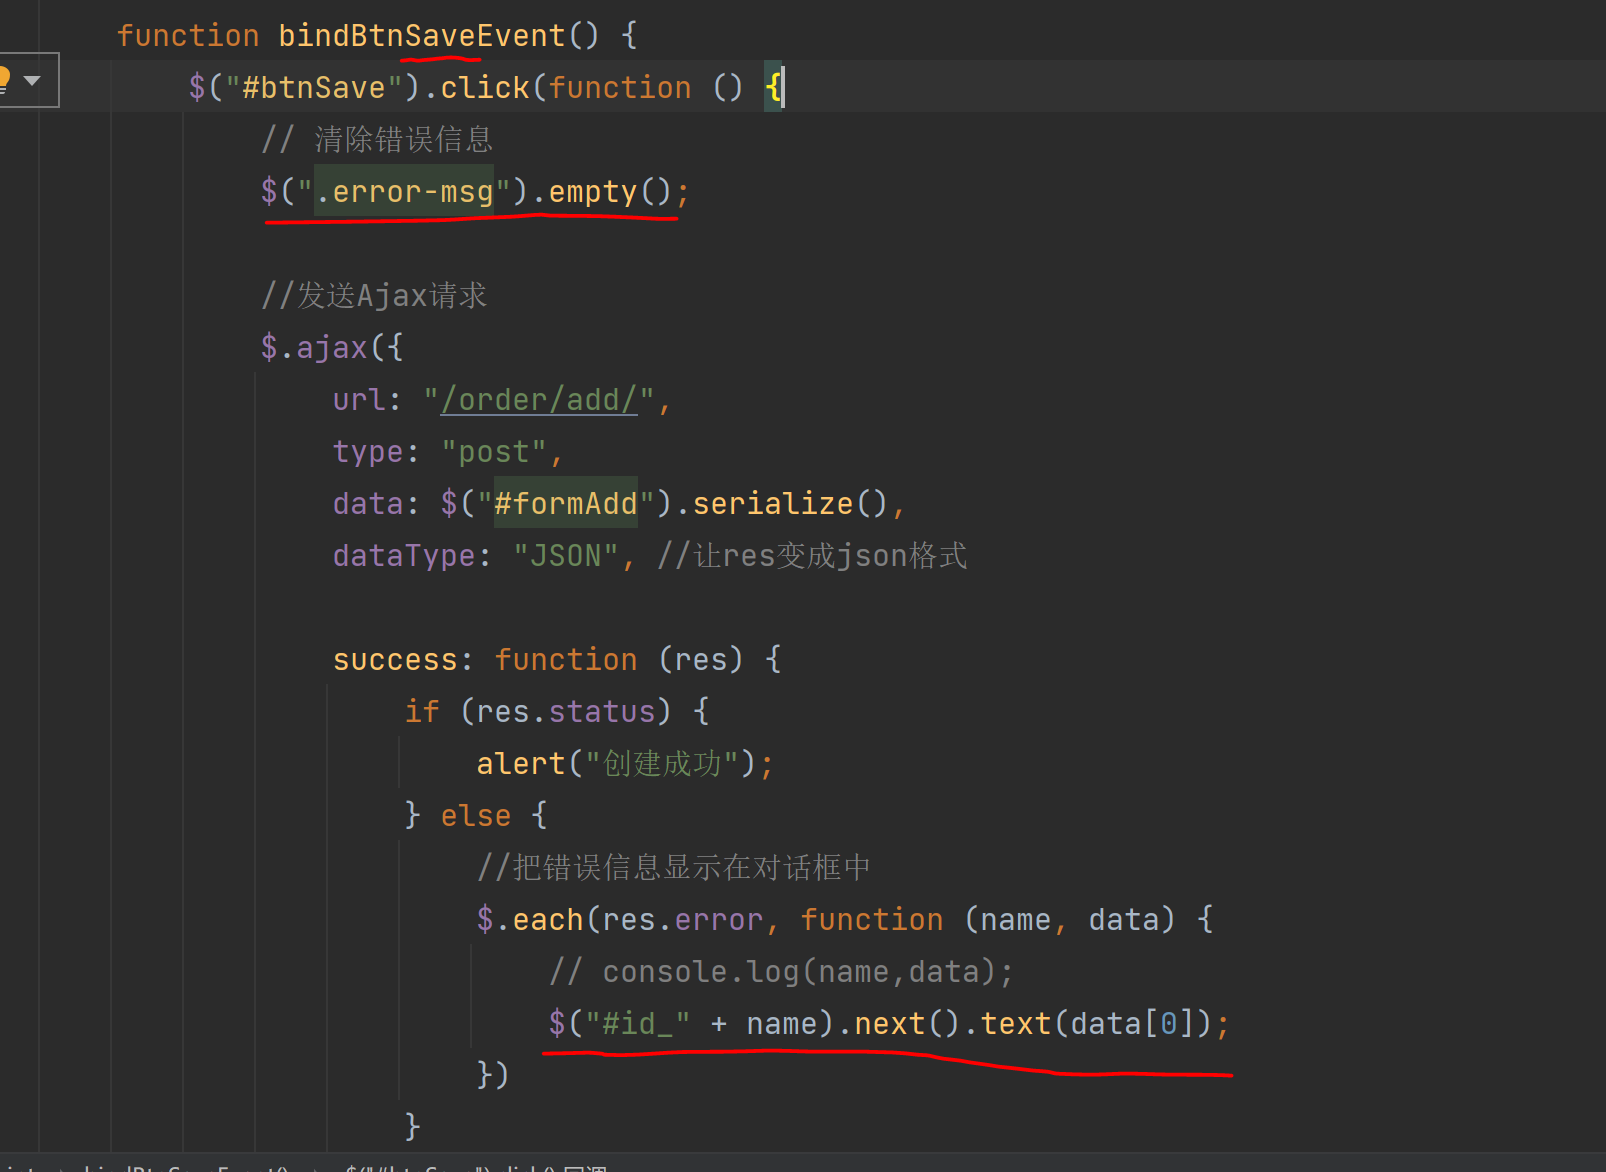 function bindBtnSaveEvent() {
$("#btnSave").click(function () {
// 清除错误信息
$(".error-msg").empty();
//发送Ajax请求
$.ajax({
url: "/order/add/",
type: "post",
data: $("#formAdd").serialize(),
dataType: "JSON", //让res变成json格式
success: function (res) {
if (res.status) {
alert("创建成功");
} else {
//把错误信息显示在对话框中
$.each(res.error, function (name, data) {
// console.log(name,data);
$("#id_" + name).next().text(data[0]);
})
}